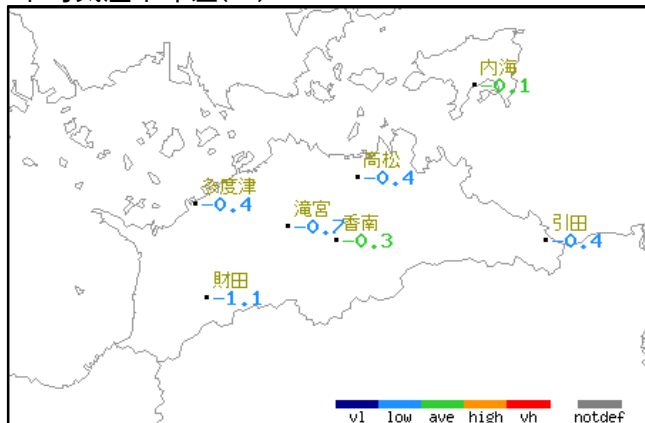 内海
-0.1
高松
-0.4
多度津
-0.4
滝宮
-0.7
香南
-0.3
引田
-0.4
財田
-1.1
vl low ave high vh notdef